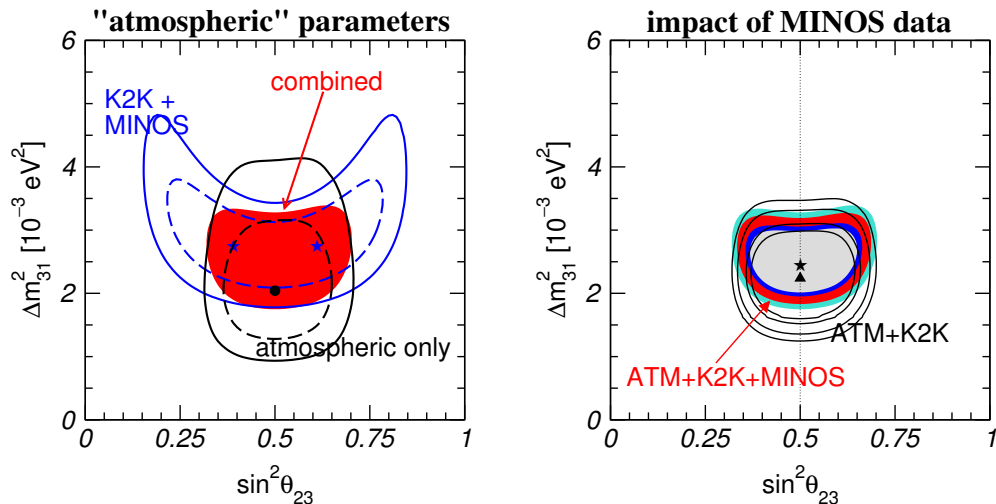 "atmospheric" parameters
6
4
2
0
Δm²₃₁ [10⁻³ eV²]
K2K +
MINOS
combined
atmospheric only
0 0.25 0.5 0.75 1
sin²θ₂₃
impact of MINOS data
6
4
2
0
Δm²₃₁ [10⁻³ eV²]
ATM+K2K
ATM+K2K+MINOS
0 0.25 0.5 0.75 1
sin²θ₂₃